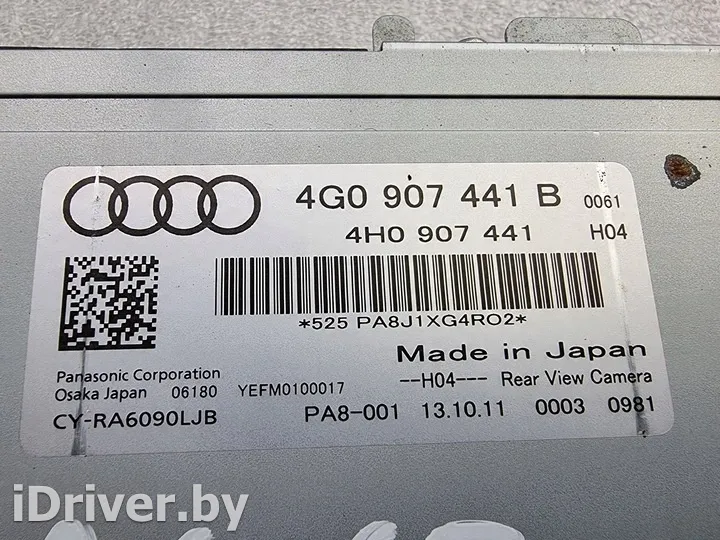 4G0 907 441 B 0061
4H0 907 441 H04
*525 PA8J1XG4RO2*
Made in Japan
Panasonic Corporation
Osaka Japan 06180 YEFM0100017 --H04--- Rear View Camera
CY-RA6090LJB PA8-001 13.10.11 0003 0981
iDriver.by